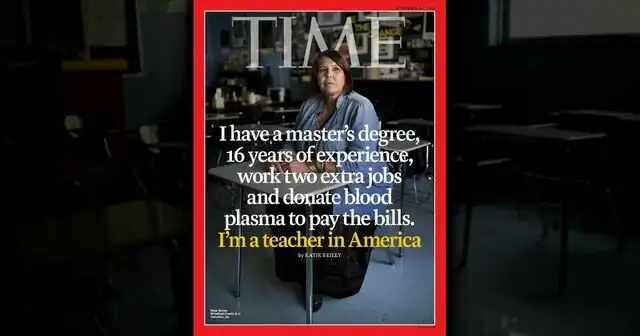 TIME
I have a master's degree,
16 years of experience,
work two extra jobs
and donate blood
plasma to pay the bills.
I'm a teacher in America
by KATIE REILLY